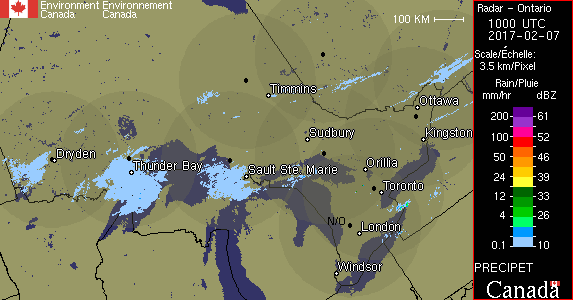 Environment Environnement
Canada Canada
100 KM
Timmins
Ottawa
Sudbury
Kingston
Dryden
Thunder Bay
Sault Ste. Miarie
Orillia
Toronto
N/O
London
Windsor
Radar - Ontario
1000 UTC
2017-02-07
Scale/Échelle:
3.5 km/Pixel
Rain/Pluie
mm/hr dBZ
200 61
100 52
50 46
24 39
12 33
4 26
0.1 10
PRECIPET
Canada